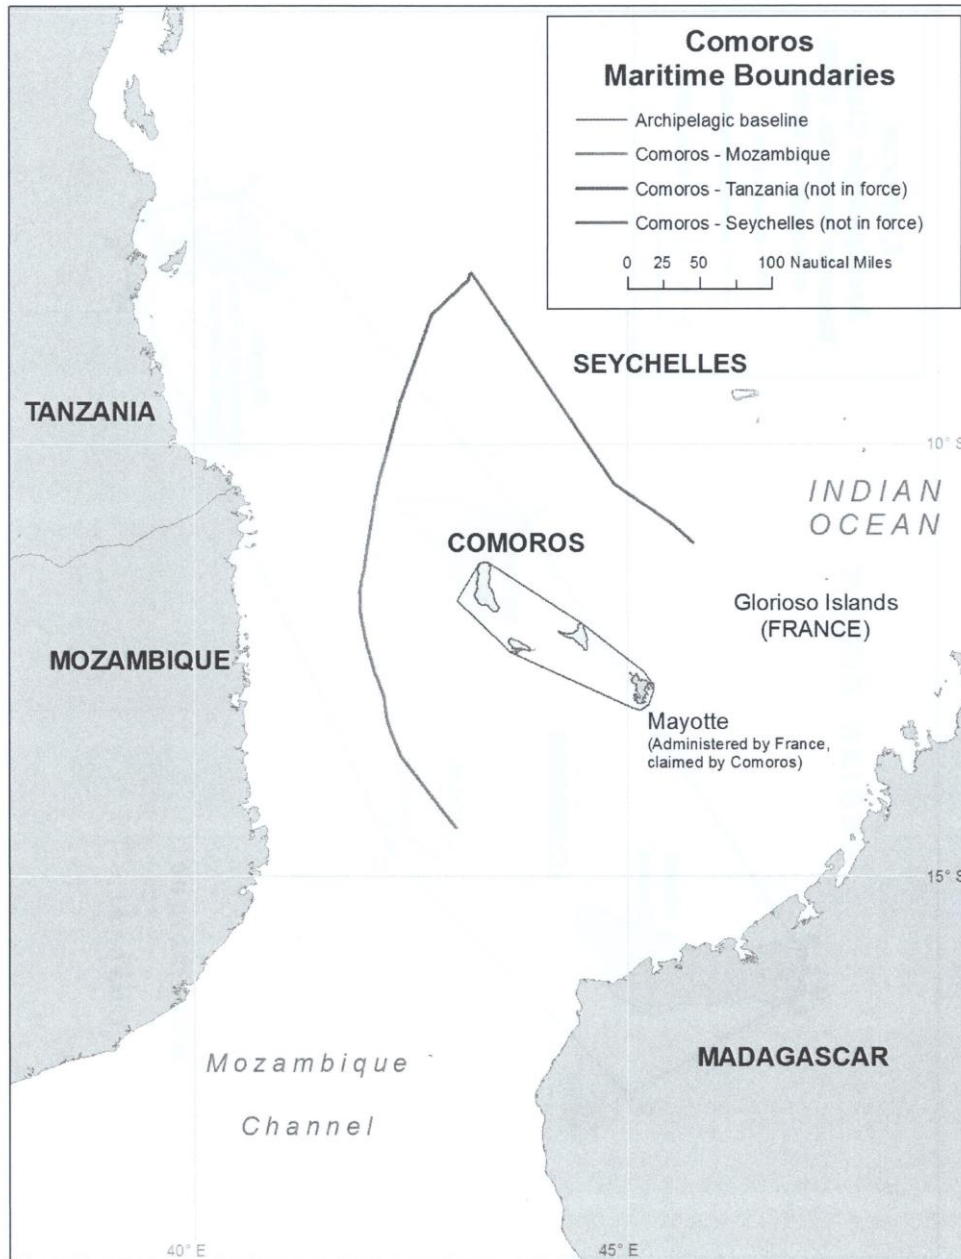 Comoros
Maritime Boundaries
Archipelagic baseline
Comoros - Mozambique
Comoros - Tanzania (not in force)
Comoros - Seychelles (not in force)
0 25 50 100 Nautical Miles
SEYCHELLES
TANZANIA
10° S
INDIAN
OCEAN
COMOROS
Glorioso Islands
(FRANCE)
MOZAMBIQUE
Mayotte
(Administered by France,
claimed by Comoros)
15° S
Mozambique
Channel
MADAGASCAR
40° E
45° E